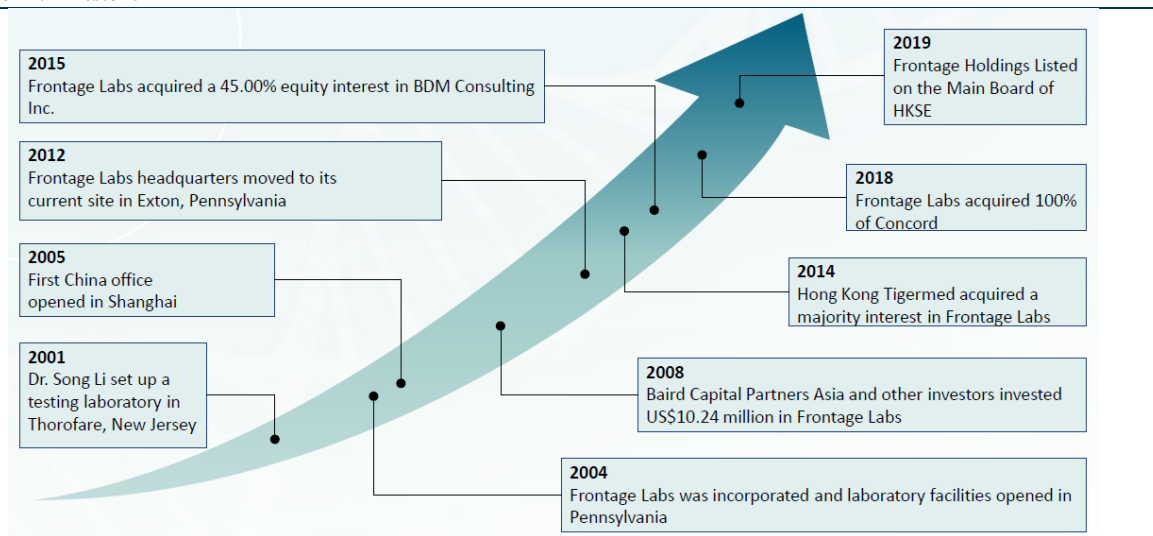 2015
Frontage Labs acquired a 45.00% equity interest in BDM Consulting
Inc.
2012
Frontage Labs headquarters moved to its
current site in Exton, Pennsylvania
2005
First China office
opened in Shanghai
2001
Dr. Song Li set up a
testing laboratory in
Thorofare, New Jersey
2019
Frontage Holdings Listed
on the Main Board of
HKSE
2018
Frontage Labs acquired 100%
of Concord
2014
Hong Kong Tigermed acquired a
majority interest in Frontage Labs
2008
Baird Capital Partners Asia and other investors invested
US$10.24 million in Frontage Labs
2004
Frontage Labs was incorporated and laboratory facilities opened in
Pennsylvania